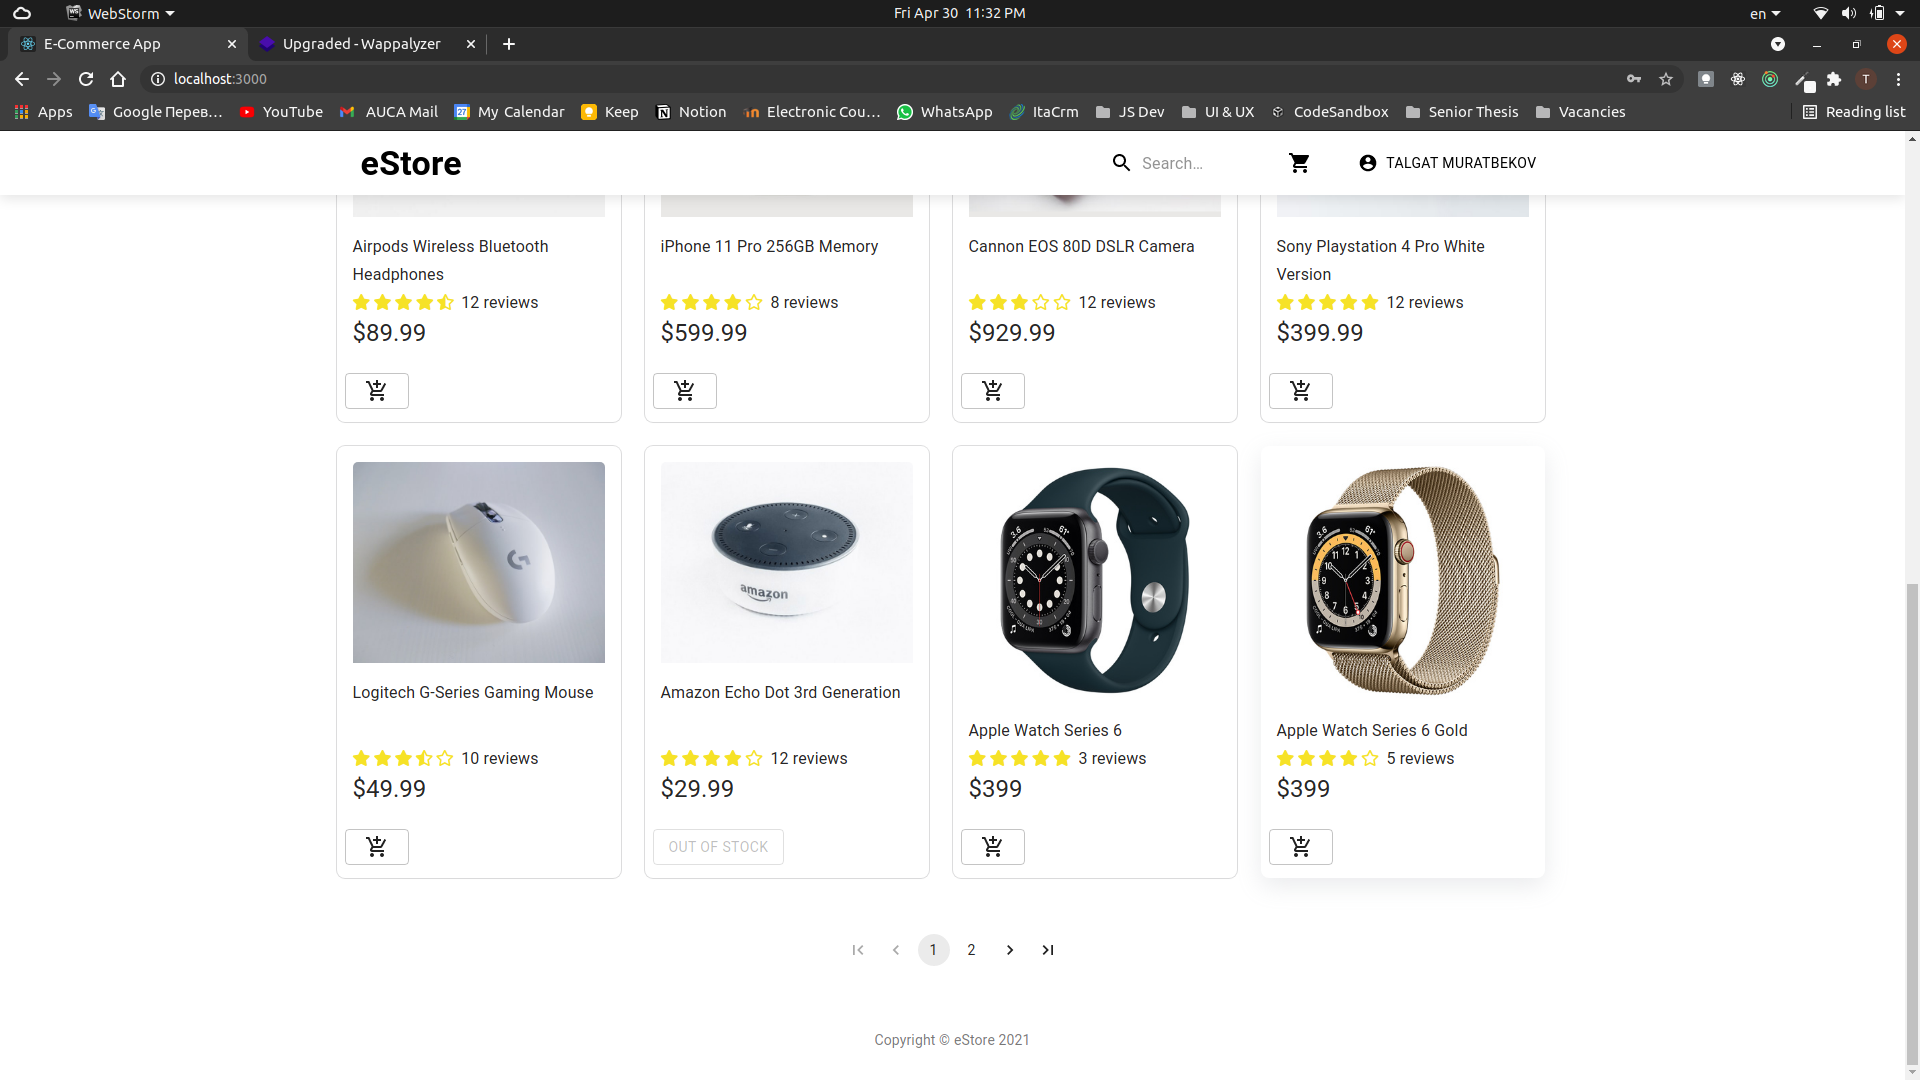 WebStorm
Fri Apr 30 11:32 PM
en
E-Commerce App
Upgraded - Wappalyzer
localhost:3000
T
Apps
Google Перев…
YouTube
AUCA Mail
My Calendar
Keep
Notion
Electronic Cou…
WhatsApp
ItaCrm
JS Dev
UI & UX
CodeSandbox
Senior Thesis
Vacancies
Reading list
eStore
Search…
TALGAT MURATBEKOV
Airpods Wireless Bluetooth
Headphones
12 reviews
$89.99
iPhone 11 Pro 256GB Memory
8 reviews
$599.99
Cannon EOS 80D DSLR Camera
12 reviews
$929.99
Sony Playstation 4 Pro White
Version
12 reviews
$399.99
Logitech G-Series Gaming Mouse
10 reviews
$49.99
amazon
Amazon Echo Dot 3rd Generation
12 reviews
$29.99
OUT OF STOCK
Apple Watch Series 6
3 reviews
$399
Apple Watch Series 6 Gold
5 reviews
$399
1
2
Copyright © eStore 2021